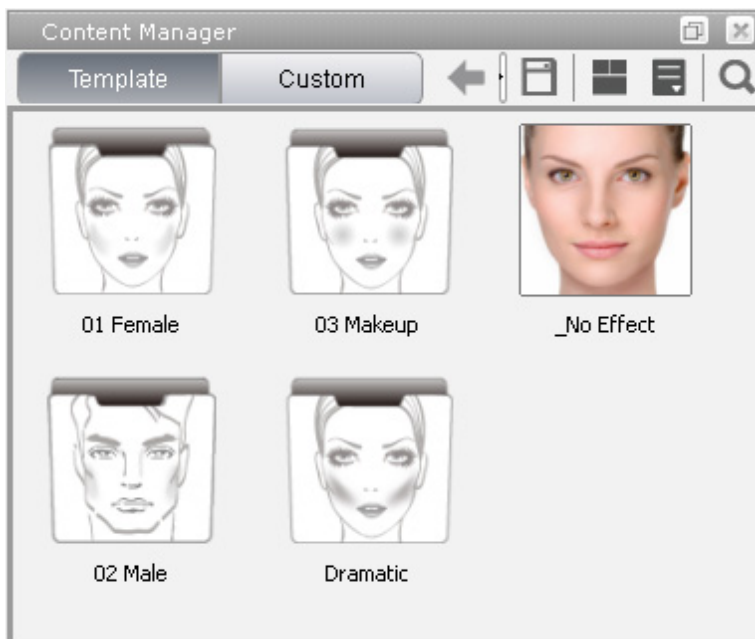 Content Manager
Template
Custom
01 Female
03 Makeup
_No Effect
02 Male
Dramatic